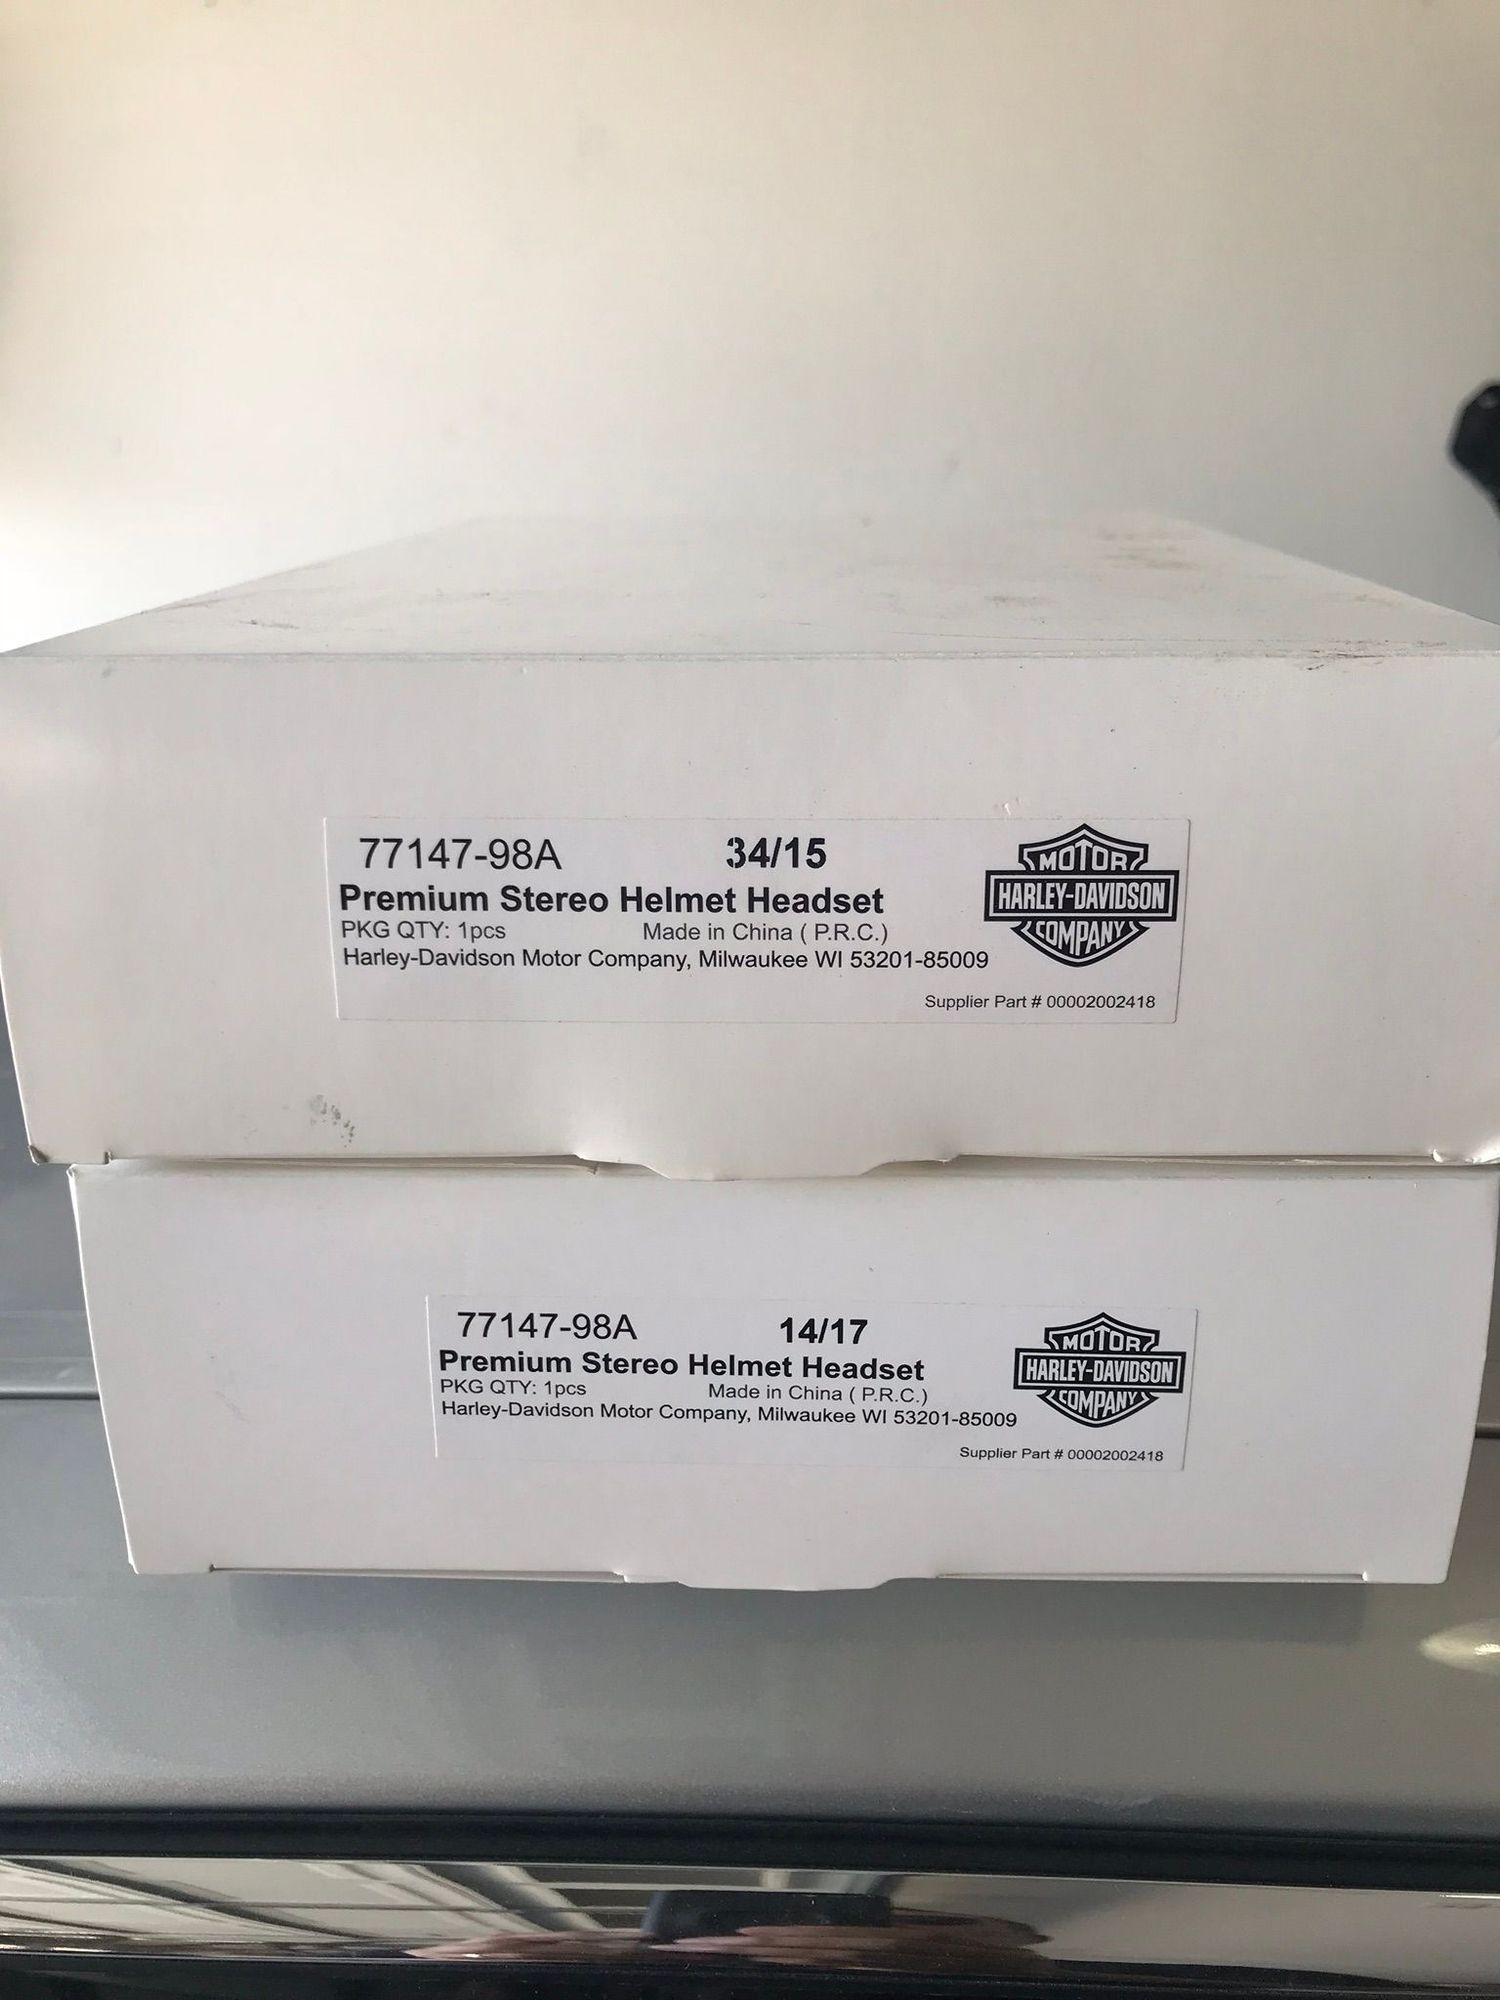 77147-98A 34/15
Premium Stereo Helmet Headset
PKG QTY: 1pcs Made in China ( P.R.C.)
Harley-Davidson Motor Company, Milwaukee WI 53201-85009
MOTOR
HARLEY-DAVIDSON
COMPANY
Supplier Part # 00002002418
77147-98A 14/17
Premium Stereo Helmet Headset
PKG QTY: 1pcs Made in China ( P.R.C.)
Harley-Davidson Motor Company, Milwaukee WI 53201-85009
MOTOR
HARLEY-DAVIDSON
COMPANY
Supplier Part # 00002002418